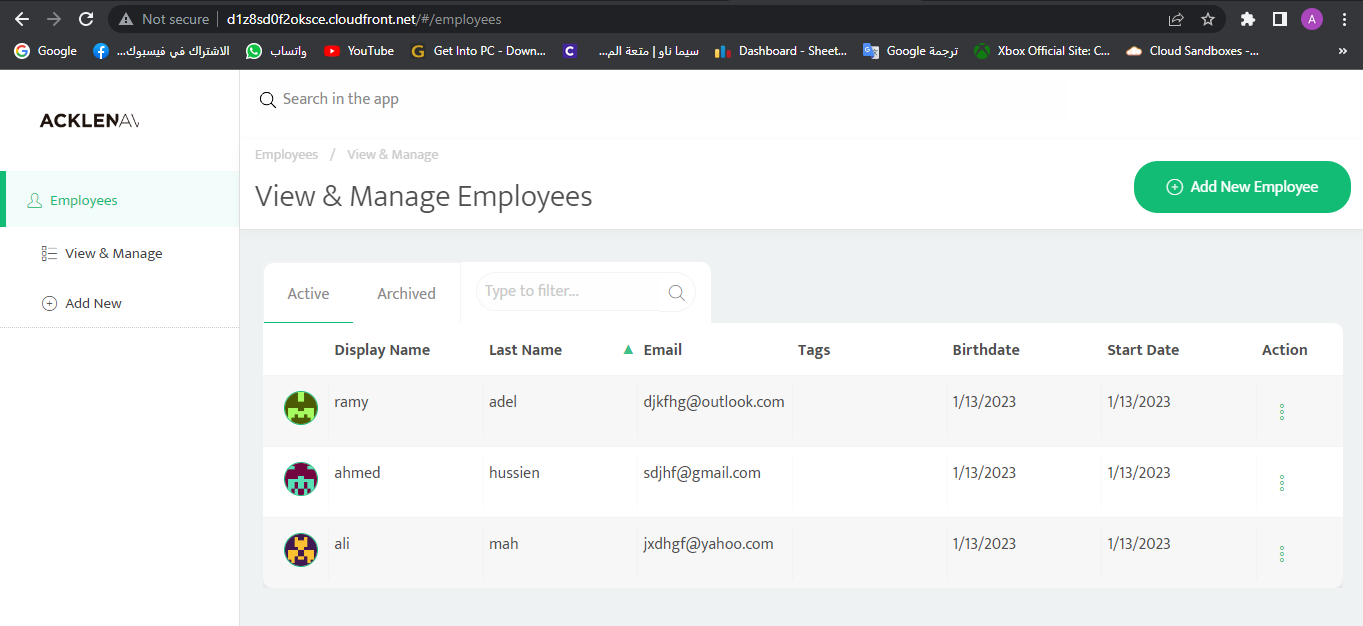 Not secure d1z8sd0f2oksce.cloudfront.net/#/employees A
Google الاشتراك في فيسبوك... واتساب YouTube G Get Into PC - Down... C سيما ناو | متعة الم... Dashboard - Sheet... ترجمة Google Xbox Official Site: C... Cloud Sandboxes -... »
Search in the app
ACKLENAV
Employees / View & Manage
View & Manage Employees
Add New Employee
Employees
View & Manage
Add New
Active Archived Type to filter...
Display Name Last Name ▲ Email Tags Birthdate Start Date Action
ramy adel djkfhg@outlook.com 1/13/2023 1/13/2023
ahmed hussien sdjhf@gmail.com 1/13/2023 1/13/2023
ali mah jxdhgf@yahoo.com 1/13/2023 1/13/2023